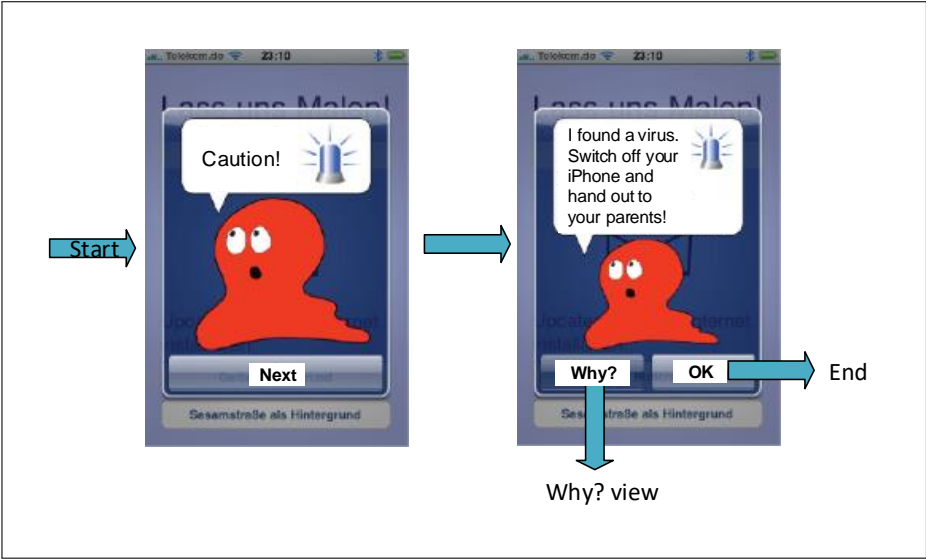 Telekom.de 23:10
Lass uns Malen!
Caution!
Start
Next
Sesamstraße als Hintergrund
Telekom.de 23:10
Lass uns Malen!
I found a virus.
Switch off your
iPhone and
hand out to
your parents!
Why?
OK
End
Sesamstraße als Hintergrund
Why? view